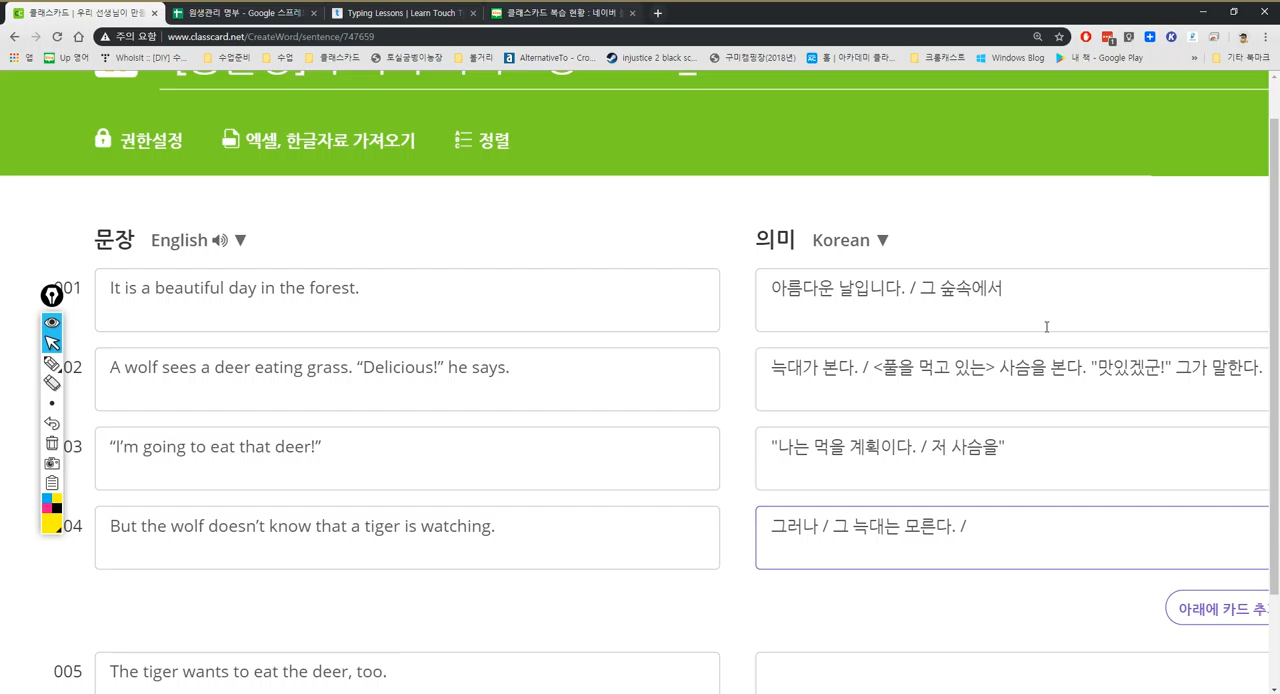 클래스카드 | 우리 선생님이 만들
원생관리 명부 - Google 스프레
Typing Lessons | Learn Touch T
클래스카드 복습 현황 : 네이버
주의 요함 | www.classcard.net/CreateWord/sentence/747659
앱 Up 영어 WhoisIt :: [DIY] 수... 수업준비 수업 클래스카드 토실굼벵이농장 볼거리 AlternativeTo - Cro... injustice 2 black sc... 구미캠핑장(2018년) 홈 | 아카데미 클라... 크롬캐스트 Windows Blog 내 책 - Google Play » 기타 북마크
권한설정 엑셀, 한글자료 가져오기 정렬
문장 English ▼ 의미 Korean ▼
001 It is a beautiful day in the forest. 아름다운 날입니다. / 그 숲속에서
02 A wolf sees a deer eating grass. “Delicious!” he says. 늑대가 본다. / <풀을 먹고 있는> 사슴을 본다. "맛있겠군!" 그가 말한다.
03 “I’m going to eat that deer!” "나는 먹을 계획이다. / 저 사슴을"
04 But the wolf doesn’t know that a tiger is watching. 그러나 / 그 늑대는 모른다. /
아래에 카드 추
005 The tiger wants to eat the deer, too.